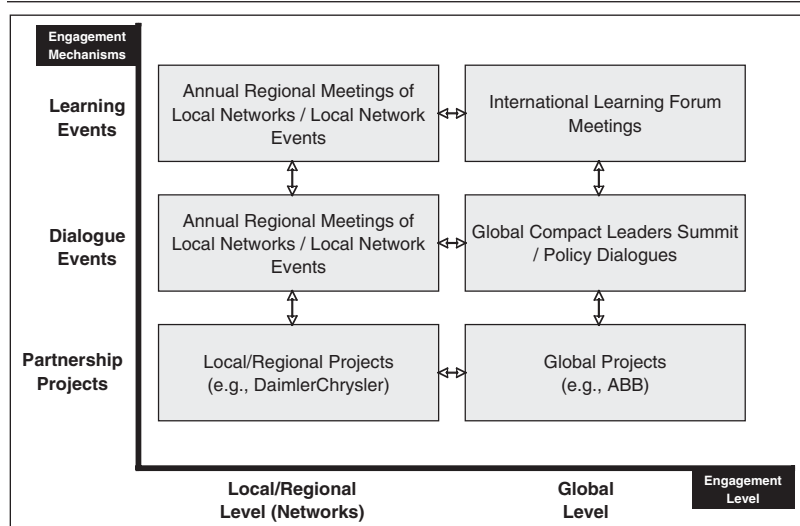 Engagement
Mechanisms
Learning
Events
Annual Regional Meetings of
Local Networks / Local Network
Events
International Learning Forum
Meetings
Dialogue
Events
Annual Regional Meetings of
Local Networks / Local Network
Events
Global Compact Leaders Summit
/ Policy Dialogues
Partnership
Projects
Local/Regional Projects
(e.g., DaimlerChrysler)
Global Projects
(e.g., ABB)
Local/Regional
Level (Networks)
Global
Level
Engagement
Level